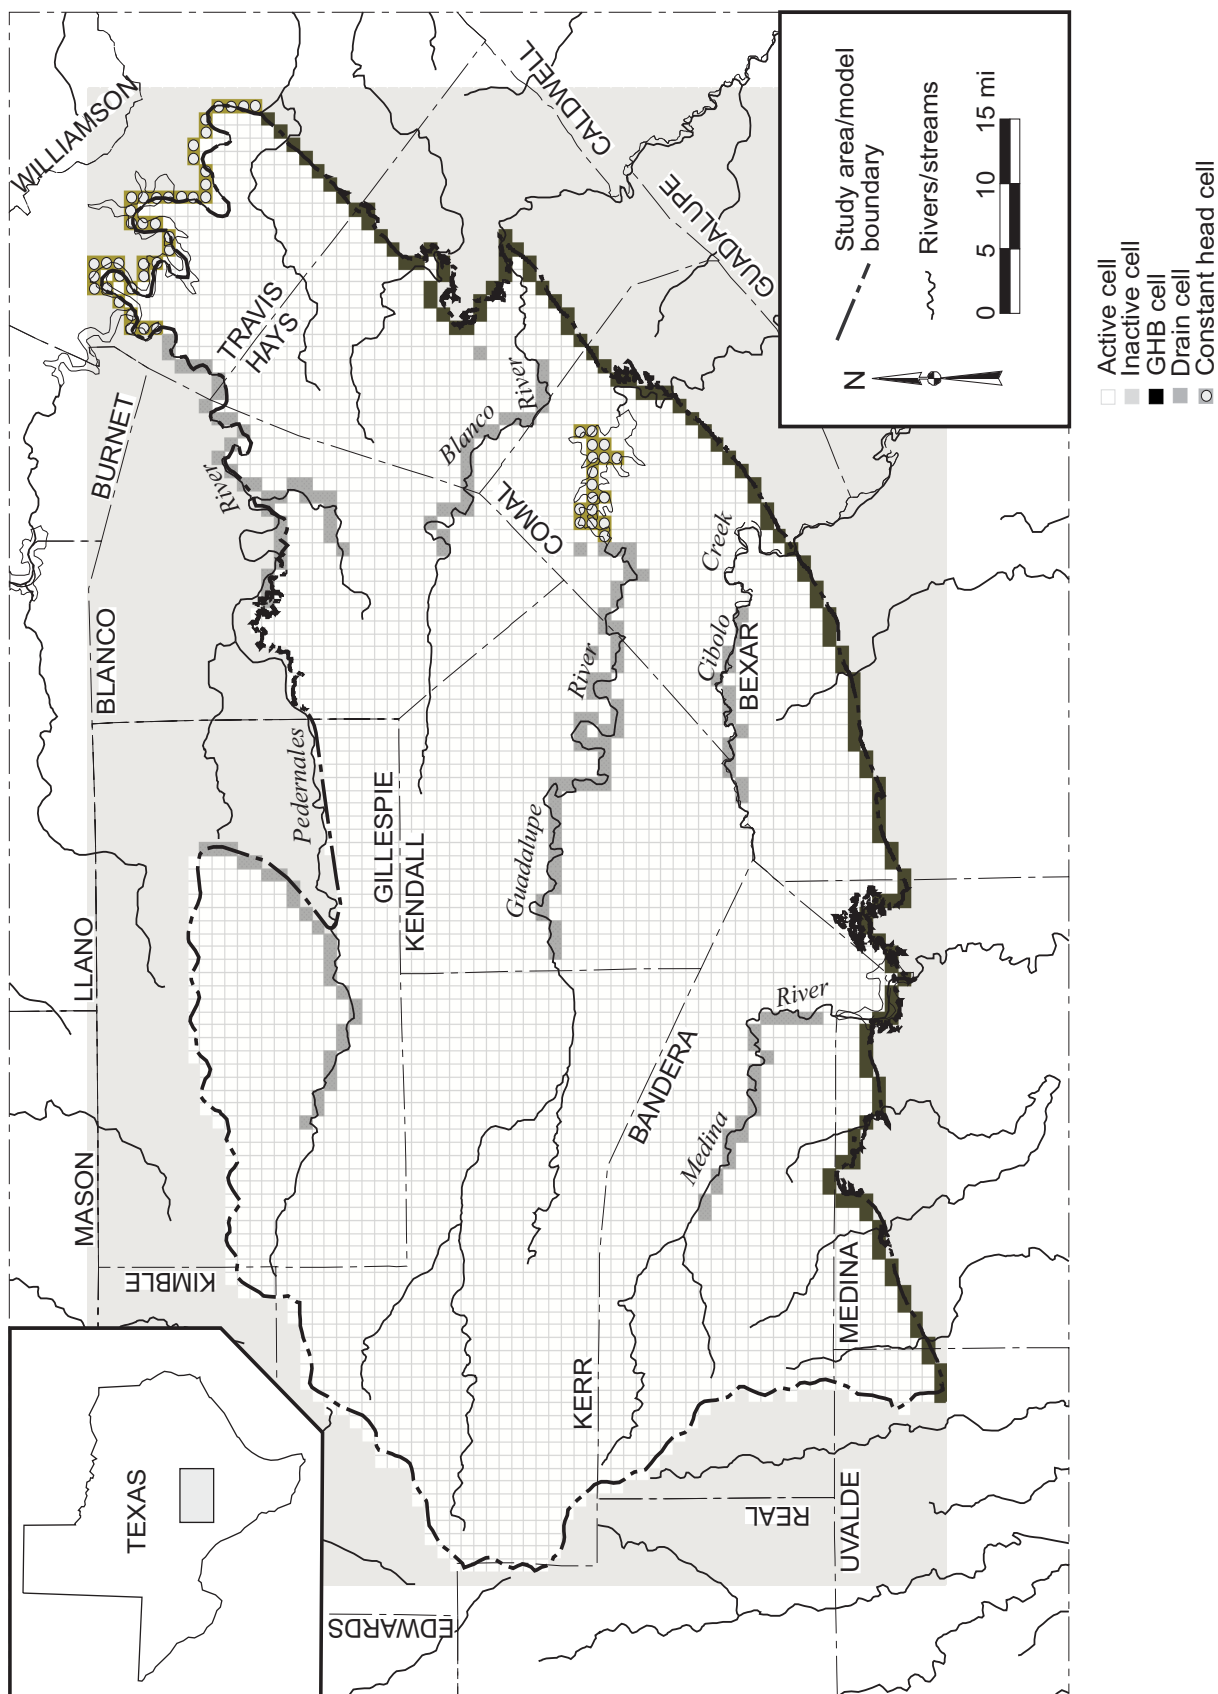 TEXAS
EDWARDS
KIMBLE
MASON
LLANO
BLANCO
BURNET
WILLIAMSON
TRAVIS
HAYS
GILLESPIE
KENDALL
Pedernales
River
Blanco
River
CALDWELL
GUADALUPE
COMAL
Guadalupe
River
Cibolo
Creek
BEXAR
KERR
BANDERA
Medina
River
REAL
UVALDE
MEDINA
N
Study area/model
boundary
Rivers/streams
0 5 10 15 mi
Active cell
Inactive cell
GHB cell
Drain cell
Constant head cell